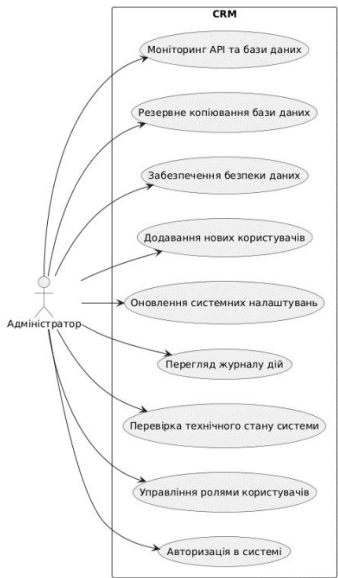 CRM
Моніторинг API та бази даних
Резервне копіювання бази даних
Забезпечення безпеки даних
Додавання нових користувачів
Адміністратор
Оновлення системних налаштувань
Перегляд журналу дій
Перевірка технічного стану системи
Управління ролями користувачів
Авторизація в системі